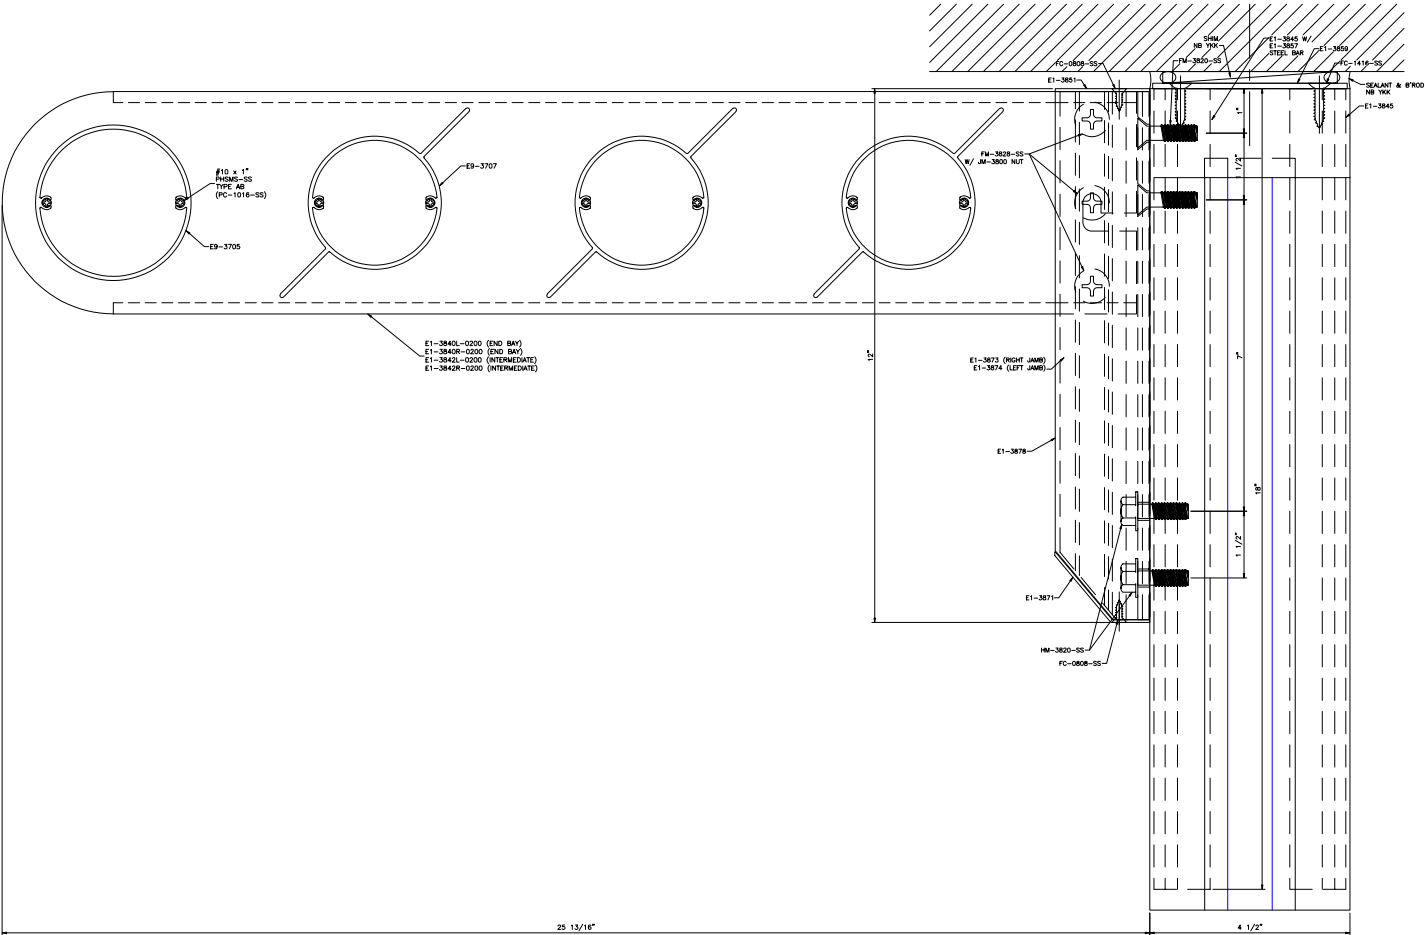 SHIM
NB YKK
E1-3845 W/
E1-3857
STEEL BAR
E1-3859
FC-0808-SS
FM-3820-SS
FC-1416-SS
E1-3851
SEALANT & B'ROD
NB YKK
E1-3845
1"
1 1/2"
#10 x 1"
PHSMS-SS
TYPE AB
(PC-1016-SS)
E9-3707
FM-3828-SS
W/ JM-3800 NUT
E9-3705
E1-3840L-0200 (END BAY)
E1-3840R-0200 (END BAY)
E1-3842L-0200 (INTERMEDIATE)
E1-3842R-0200 (INTERMEDIATE)
12"
E1-3873 (RIGHT JAMB)
E1-3874 (LEFT JAMB)
7"
E1-3878
18"
1 1/2"
E1-3871
HM-3820-SS
FC-0808-SS
25 13/16"
4 1/2"